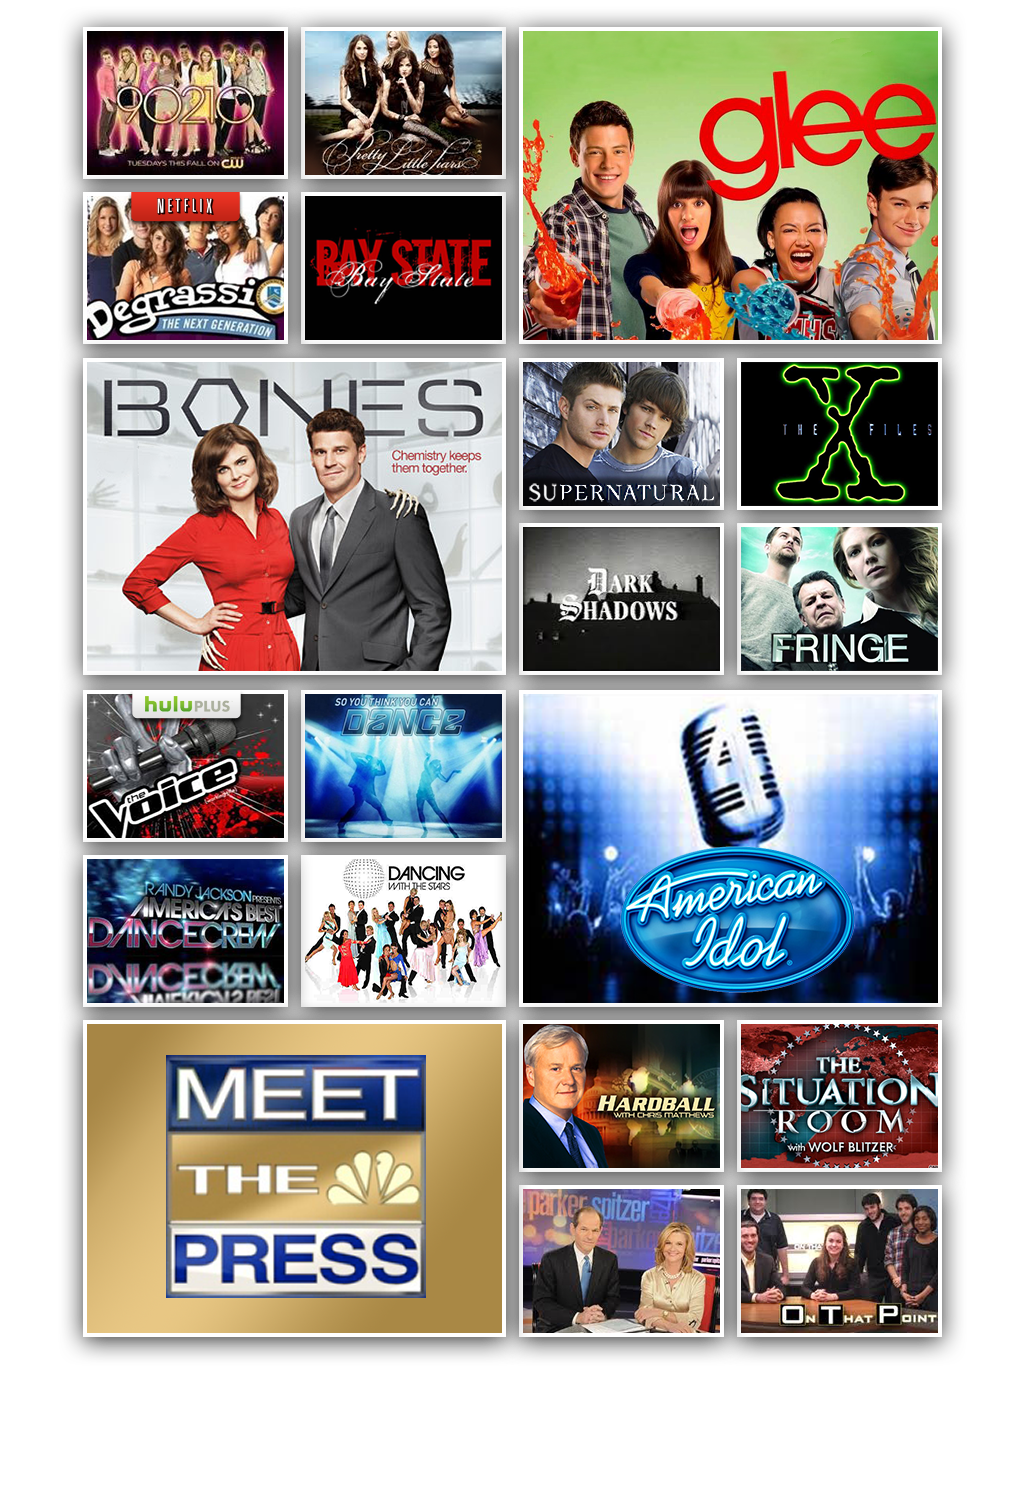 90210
TUESDAYS THIS FALL ON CW
Pretty Little Liars
glee
NETFLIX
Degrassi
THE NEXT GENERATION
BAY STATE
Bay State
BONES
Chemistry keeps
them together.
SUPERNATURAL
THE X FILES
DARK
SHADOWS
FRINGE
huluPLUS
the
Voice
SO YOU THINK YOU CAN
DANCE
American
Idol
RANDY JACKSON PRESENTS
AMERICA'S BEST
DANCE CREW
DANCING
WITH THE STARS
MEET
THE
PRESS
HARDBALL
WITH CHRIS MATTHEWS
THE
SITUATION
ROOM
with WOLF BLITZER
parker spitzer
parker
ON THAT POINT